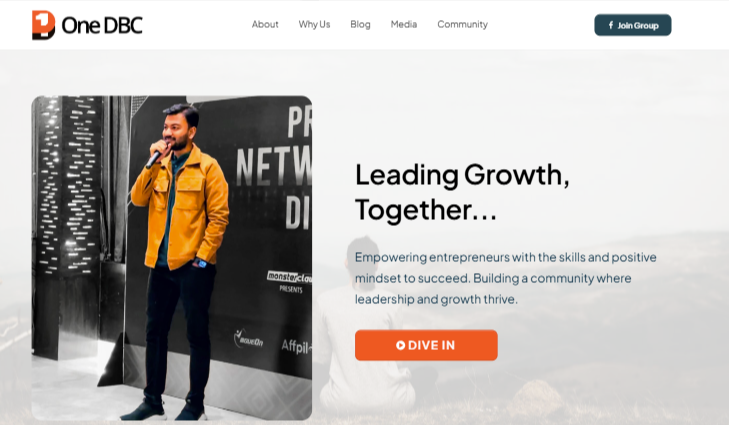 One DBC
About
Why Us
Blog
Media
Community
f Join Group
NETW
DI
monsterclou
PRESENTS
InsureOn
Affpil
Leading Growth,
Together...
Empowering entrepreneurs with the skills and positive
mindset to succeed. Building a community where
leadership and growth thrive.
DIVE IN